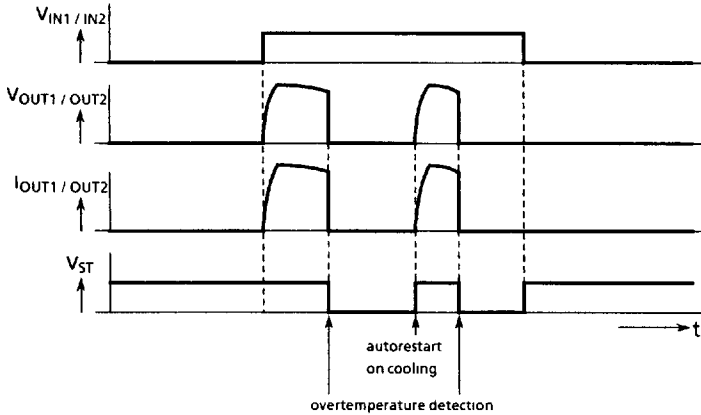 VIN1 / IN2
VOUT1 / OUT2
IOUT1 / OUT2
VST
t
autorestart
on cooling
overtemperature detection